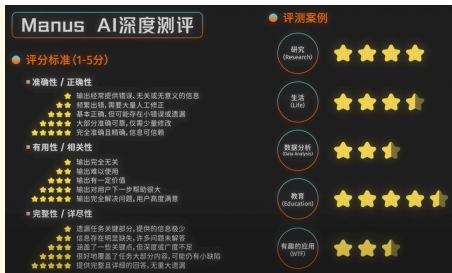 Manus AI深度测评
评分标准(1-5分)
准确性 / 正确性
输出经常提供错误、无关或无意义的信息
频繁出错,需要大量人工修正
基本正确,但可能存在小错误或遗漏
大部分准确可靠,仅需少量修改
完全准确且精确,信息可信赖
有用性 / 相关性
输出完全无关
输出难以使用
输出有一定价值
输出对用户下一步帮助很大
输出完全解决问题,用户高度满意
完整性 / 详尽性
遗漏任务关键部分,提供的信息极少
信息存在明显缺失,许多问题未解答
涵盖了一些关键点,但深度或广度不足
很好地覆盖了任务大部分内容,可能仍有小缺陷
提供完整且详细的回答,无重大遗漏
评测案例
研究
(Research)
生活
(Life)
数据分析
(Data Analysis)
教育
(Education)
有趣的应用
(WTF)